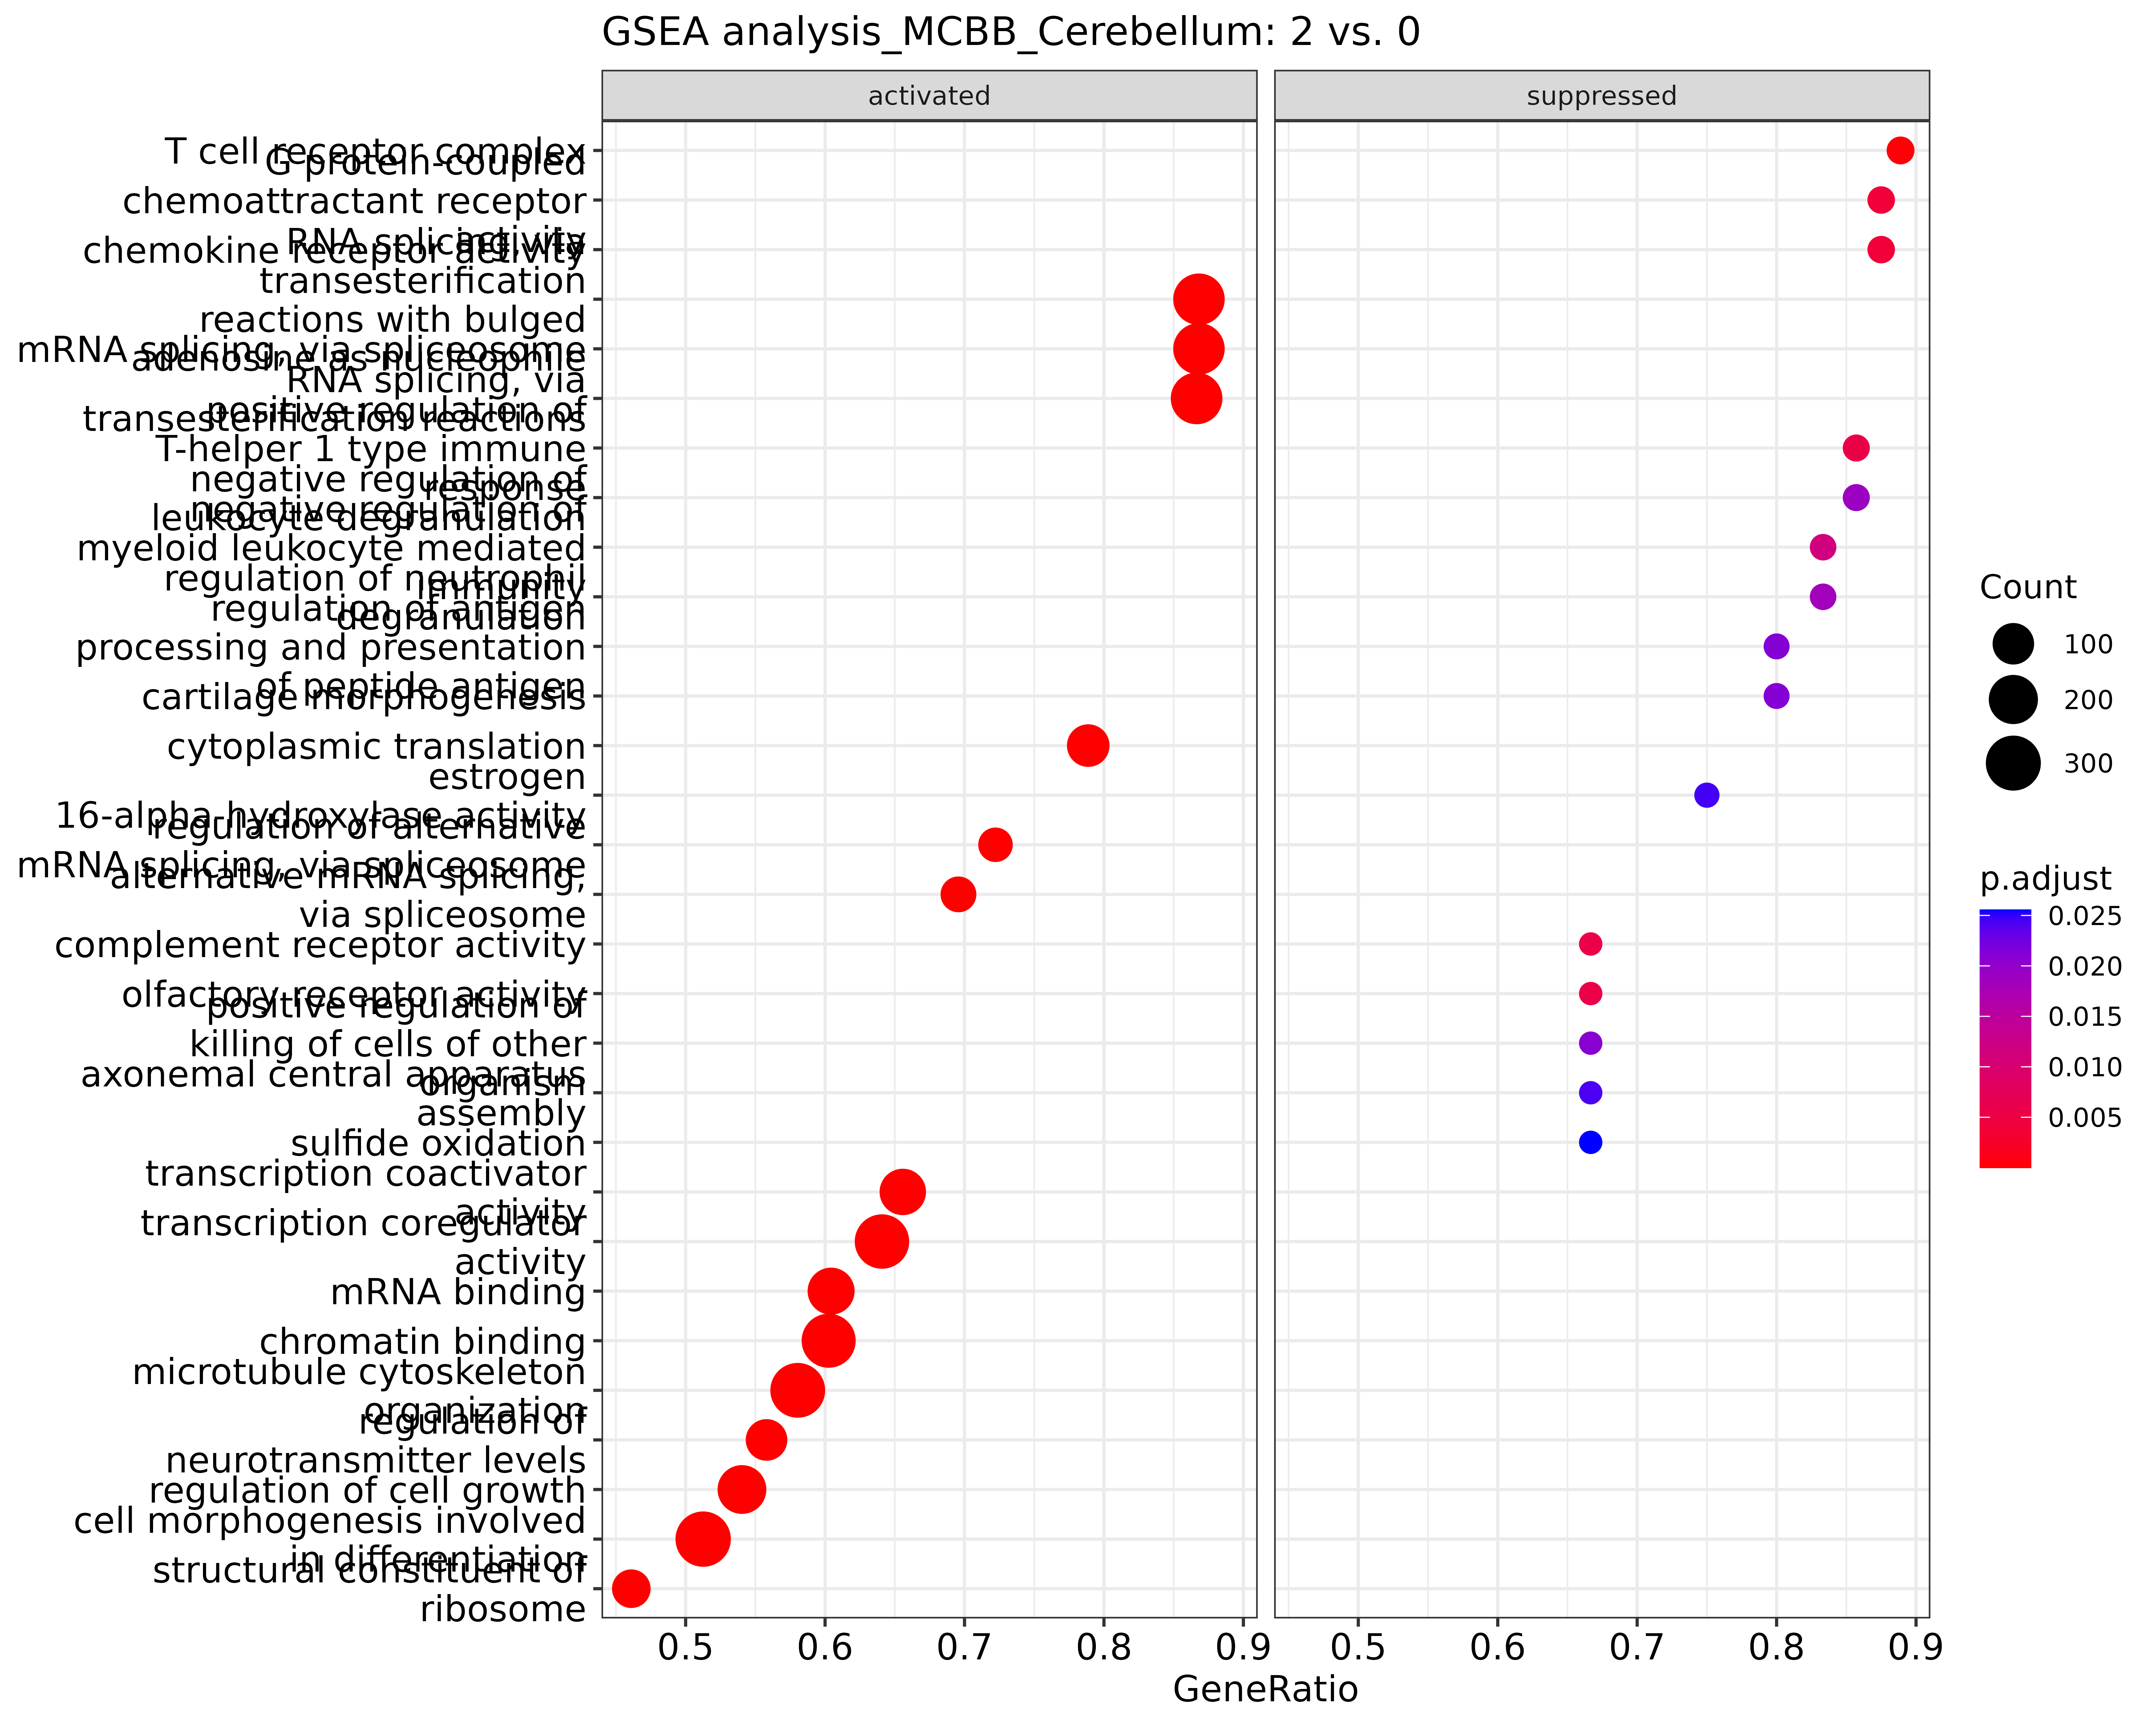 GSEA analysis_MCBB_Cerebellum: 2 vs. 0
activated
suppressed
T cell receptor complex
G protein-coupled
chemoattractant receptor
activity
chemokine receptor activity
RNA splicing, via
transesterification
reactions with bulged
adenosine as nucleophile
mRNA splicing, via spliceosome
RNA splicing, via
transesterification reactions
positive regulation of
T-helper 1 type immune
response
negative regulation of
leukocyte degranulation
negative regulation of
myeloid leukocyte mediated
immunity
regulation of neutrophil
degranulation
regulation of antigen
processing and presentation
of peptide antigen
cartilage morphogenesis
cytoplasmic translation
estrogen
16-alpha-hydroxylase activity
regulation of alternative
mRNA splicing, via spliceosome
alternative mRNA splicing,
via spliceosome
complement receptor activity
olfactory receptor activity
positive regulation of
killing of cells of other
organism
axonemal central apparatus
assembly
sulfide oxidation
transcription coactivator
activity
transcription coregulator
activity
mRNA binding
chromatin binding
microtubule cytoskeleton
organization
regulation of
neurotransmitter levels
regulation of cell growth
cell morphogenesis involved
in differentiation
structural constituent of
ribosome
0.5 0.6 0.7 0.8 0.9
0.5 0.6 0.7 0.8 0.9
GeneRatio
Count
100
200
300
p.adjust
0.025
0.020
0.015
0.010
0.005